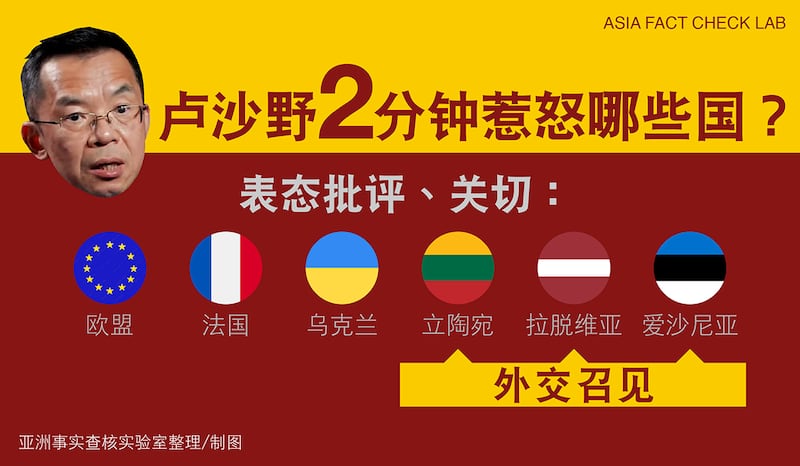 ASIA FACT CHECK LAB
卢沙野2分钟惹怒哪些国？
表态批评、关切：
欧盟 法国 乌克兰 立陶宛 拉脱维亚 爱沙尼亚
外交召见
亚洲事实查核实验室整理/制图